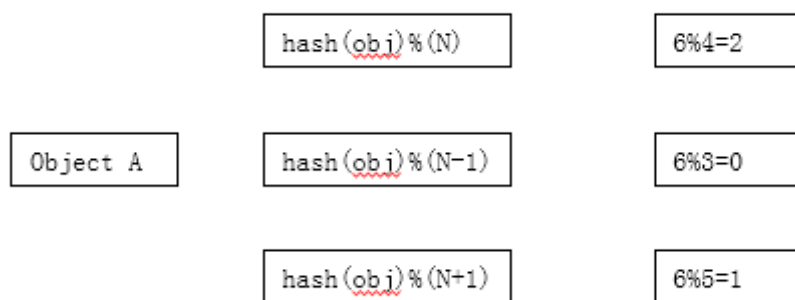 hash(obj)%(N)
6%4=2
Object A
hash(obj)%(N-1)
6%3=0
hash(obj)%(N+1)
6%5=1